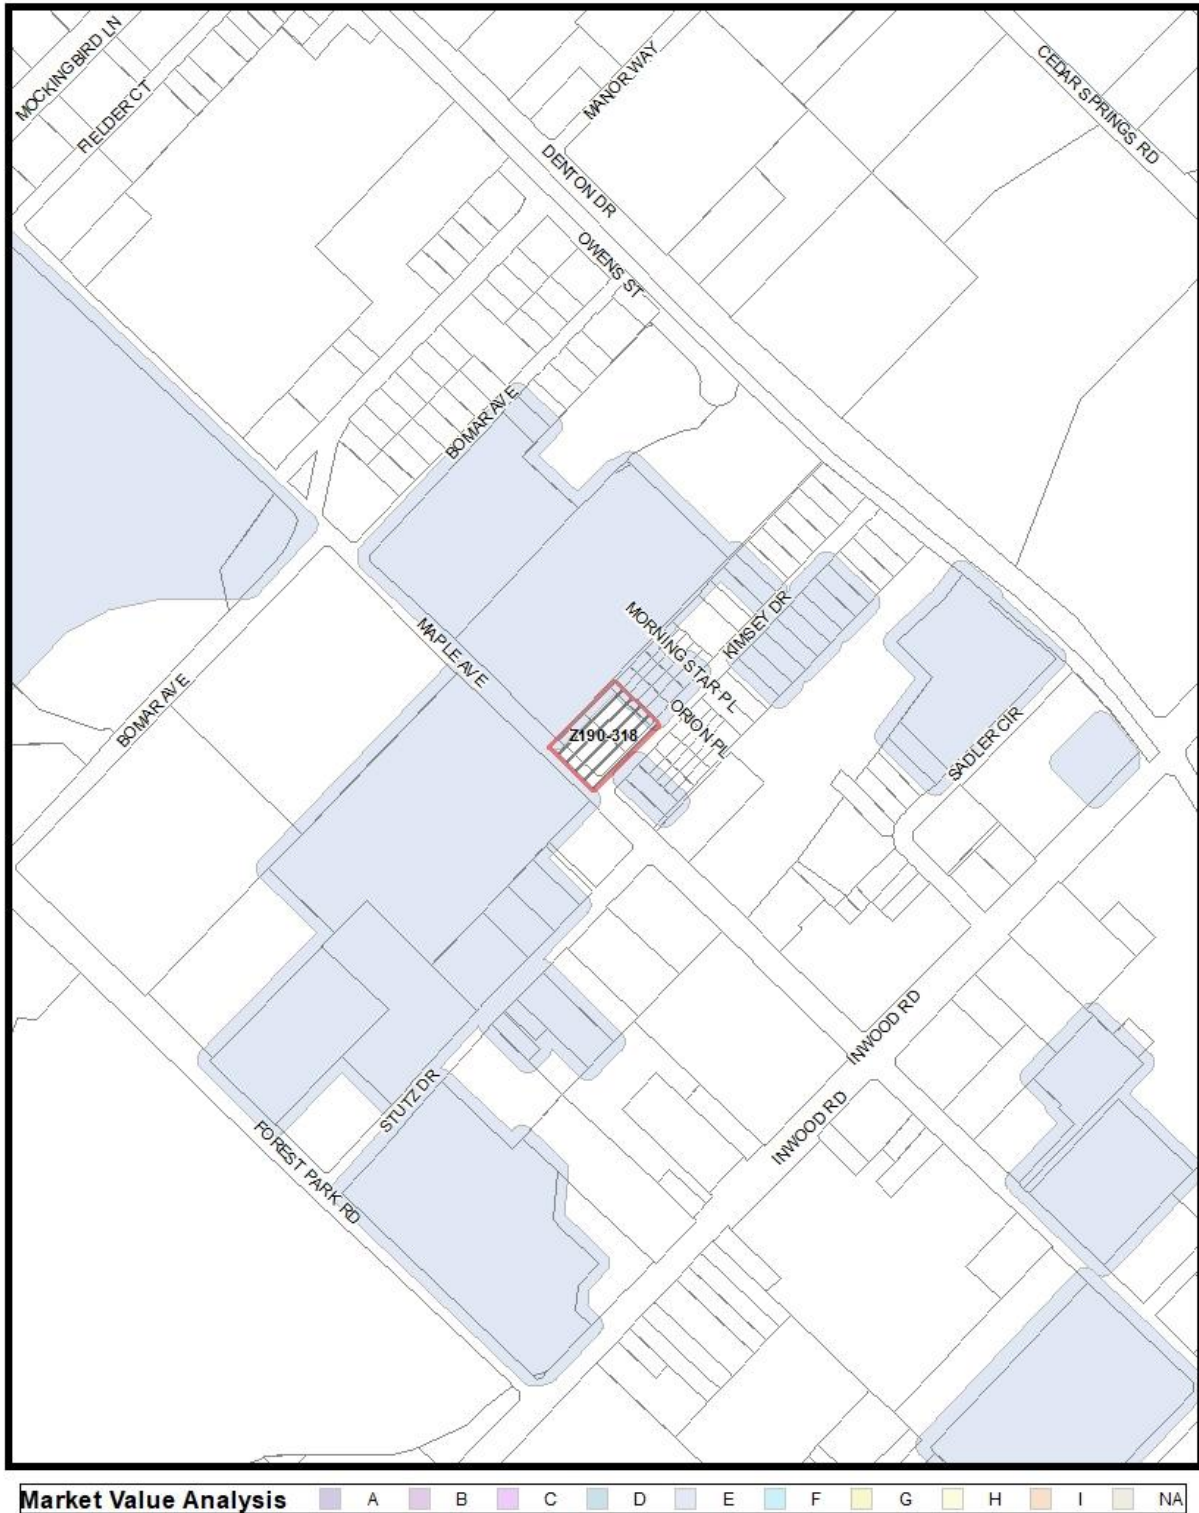 MOCKINGBIRD LN
FIELDER CT
MANOR WAY
CEDAR SPRINGS RD
DENTON DR
OWENS ST
BOMAR AVE
MAPLE AVE
MORNING STAR PL
KIMSEY DR
ORION PL
Z190-318
BOMAR AVE
SADLER CIR
INWOOD RD
STUTZ DR
INWOOD RD
FOREST PARK RD
Market Value Analysis A B C D E F G H I NA